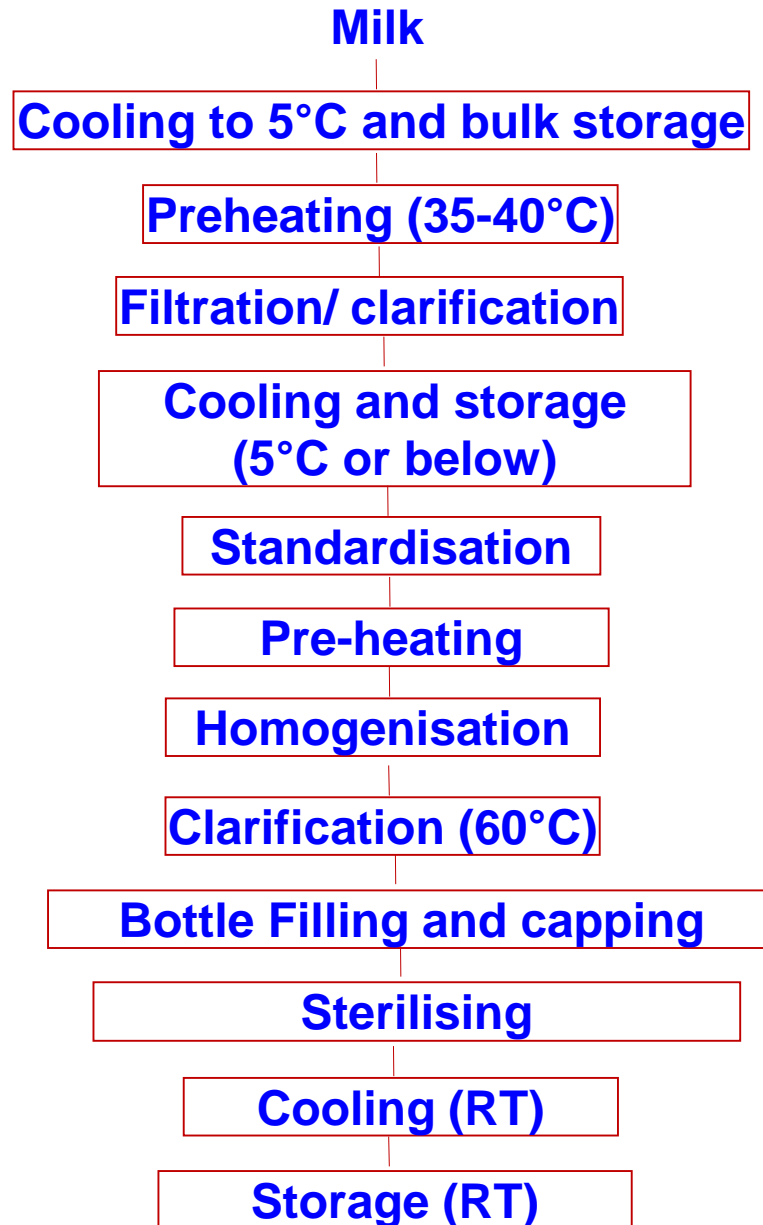 Milk
Cooling to 5°C and bulk storage
Preheating (35-40°C)
Filtration/ clarification
Cooling and storage
(5°C or below)
Standardisation
Pre-heating
Homogenisation
Clarification (60°C)
Bottle Filling and capping
Sterilising
Cooling (RT)
Storage (RT)